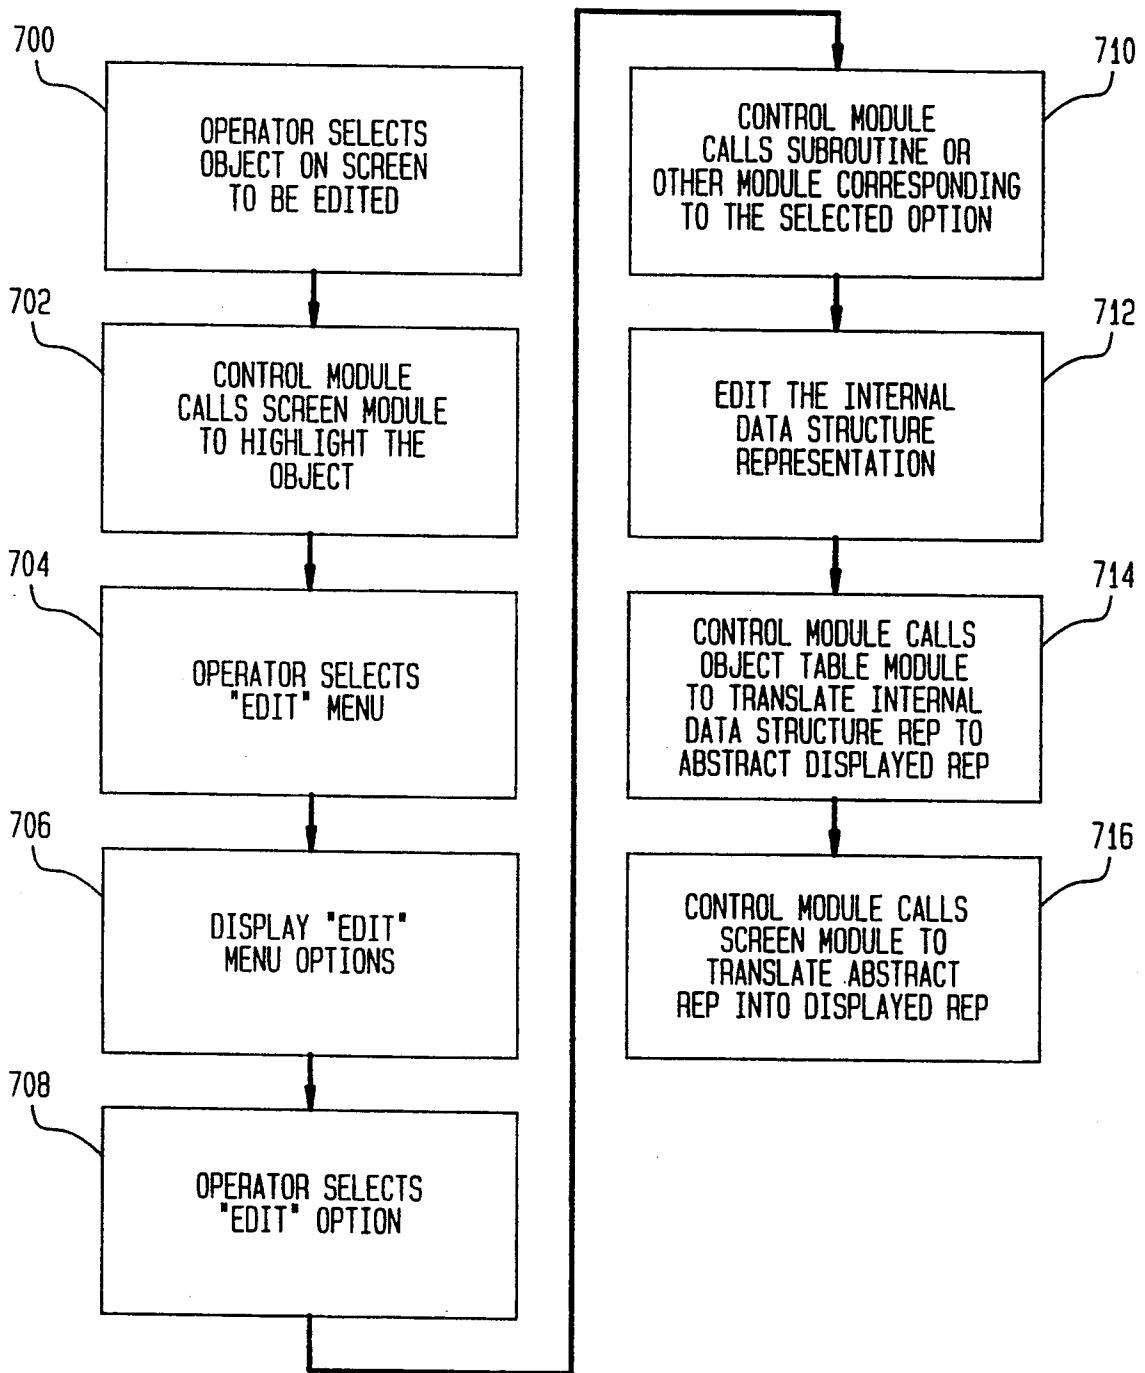 700
OPERATOR SELECTS
OBJECT ON SCREEN
TO BE EDITED
702
CONTROL MODULE
CALLS SCREEN MODULE
TO HIGHLIGHT THE
OBJECT
704
OPERATOR SELECTS
"EDIT" MENU
706
DISPLAY "EDIT"
MENU OPTIONS
708
OPERATOR SELECTS
"EDIT" OPTION
710
CONTROL MODULE
CALLS SUBROUTINE OR
OTHER MODULE CORRESPONDING
TO THE SELECTED OPTION
712
EDIT THE INTERNAL
DATA STRUCTURE
REPRESENTATION
714
CONTROL MODULE CALLS
OBJECT TABLE MODULE
TO TRANSLATE INTERNAL
DATA STRUCTURE REP TO
ABSTRACT DISPLAYED REP
716
CONTROL MODULE CALLS
SCREEN MODULE TO
TRANSLATE ABSTRACT
REP INTO DISPLAYED REP